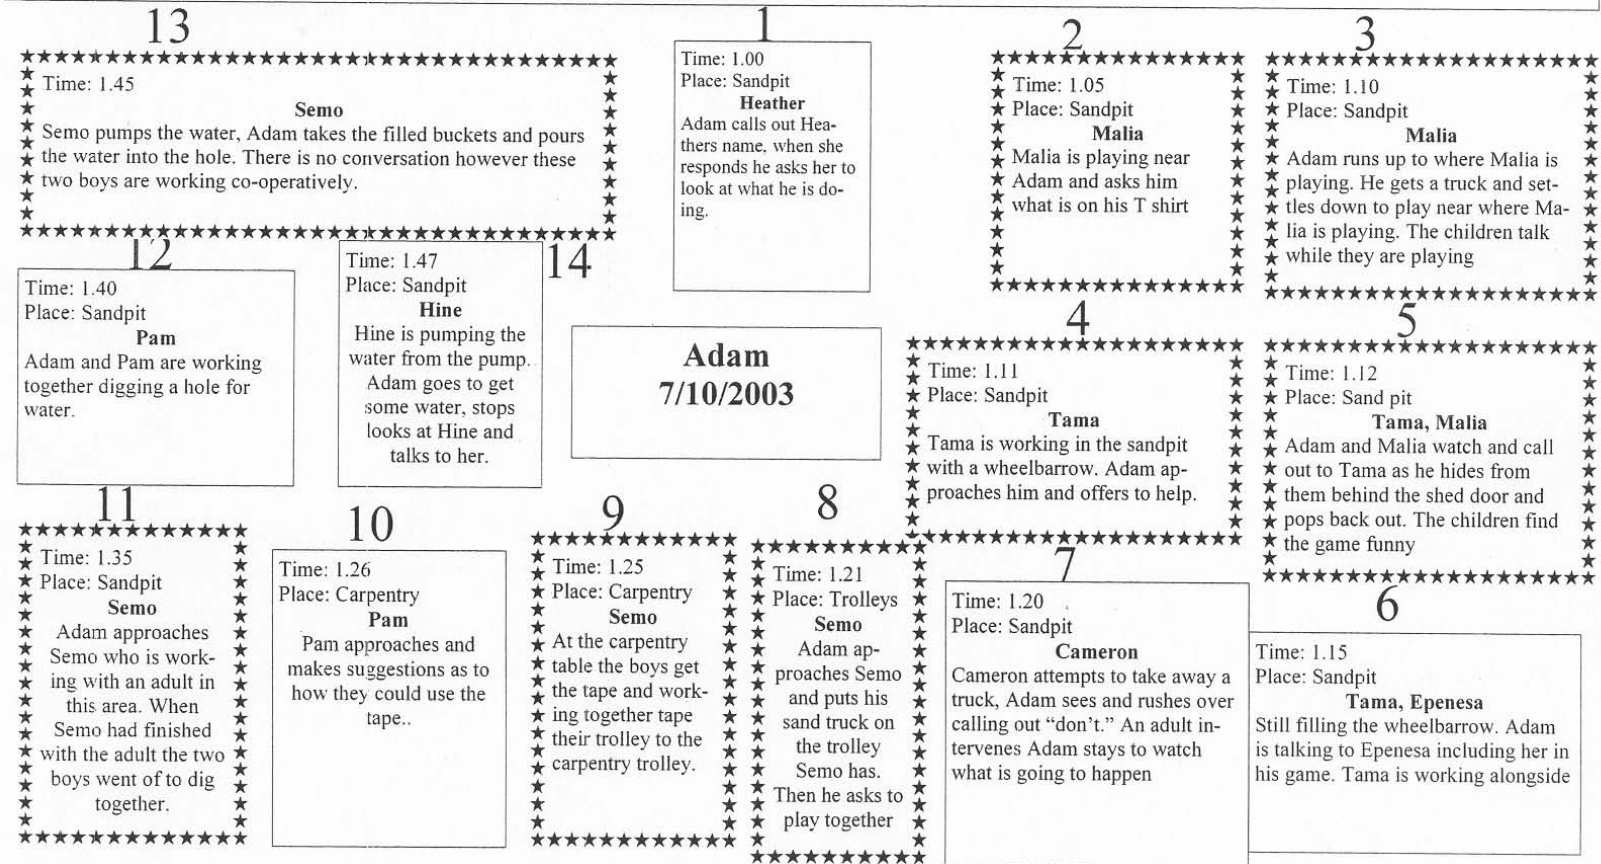 1
Time: 1.00
Place: Sandpit
Heather
Adam calls out Hea-
thers name, when she
responds he asks her to
look at what he is do-
ing.
2
Time: 1.05
Place: Sandpit
Malia
Malia is playing near
Adam and asks him
what is on his T shirt
3
Time: 1.10
Place: Sandpit
Malia
Adam runs up to where Malia is
playing. He gets a truck and set-
tles down to play near where Ma-
lia is playing. The children talk
while they are playing
4
Time: 1.11
Place: Sandpit
Tama
Tama is working in the sandpit
with a wheelbarrow. Adam ap-
proaches him and offers to help.
5
Time: 1.12
Place: Sand pit
Tama, Malia
Adam and Malia watch and call
out to Tama as he hides from
them behind the shed door and
pops back out. The children find
the game funny
6
Time: 1.15
Place: Sandpit
Tama, Epenesa
Still filling the wheelbarrow. Adam
is talking to Epenesa including her in
his game. Tama is working alongside
7
Time: 1.20
Place: Sandpit
Cameron
Cameron attempts to take away a
truck, Adam sees and rushes over
calling out “don’t.” An adult in-
tervenes Adam stays to watch
what is going to happen
8
Time: 1.21
Place: Trolleys
Semo
Adam ap-
proaches Semo
and puts his
sand truck on
the trolley
Semo has.
Then he asks to
play together
9
Time: 1.25
Place: Carpentry
Semo
At the carpentry
table the boys get
the tape and work-
ing together tape
their trolley to the
carpentry trolley.
10
Time: 1.26
Place: Carpentry
Pam
Pam approaches and
makes suggestions as to
how they could use the
tape..
11
Time: 1.35
Place: Sandpit
Semo
Adam approaches
Semo who is work-
ing with an adult in
this area. When
Semo had finished
with the adult the two
boys went of to dig
together.
12
Time: 1.40
Place: Sandpit
Pam
Adam and Pam are working
together digging a hole for
water.
13
Time: 1.45
Semo
Semo pumps the water, Adam takes the filled buckets and pours
the water into the hole. There is no conversation however these
two boys are working co-operatively.
14
Time: 1.47
Place: Sandpit
Hine
Hine is pumping the
water from the pump.
Adam goes to get
some water, stops
looks at Hine and
talks to her.
Adam
7/10/2003